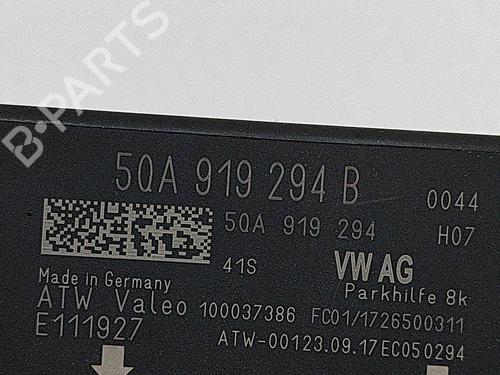 B-PARTS
5QA 919 294 B 0044
5QA 919 294 H07
41S VW AG
Made in Germany Parkhilfe 8k
ATW Valeo 100037386 FC01/1726500311
E111927 ATW-00123.09.17EC050294